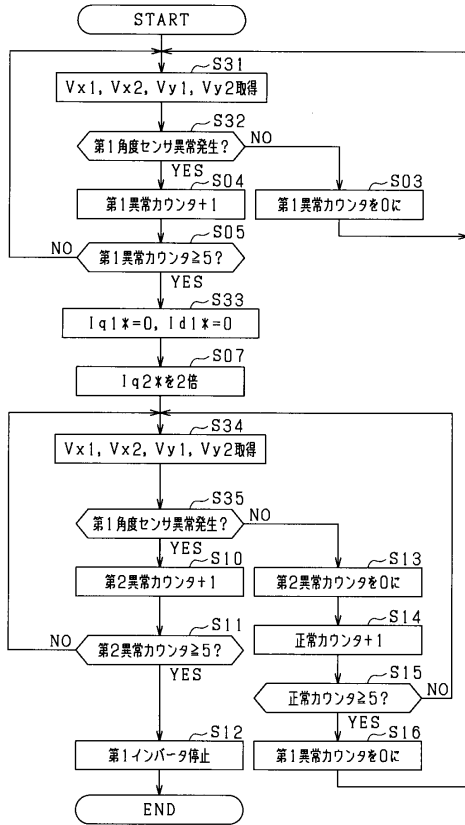 START
S31
Vx1, Vx2, Vy1, Vy2取得
S32
第1角度センサ異常発生?
NO
YES
S04
第1異常カウンタ+1
S03
第1異常カウンタを0に
S05
NO
第1異常カウンタ≧5?
YES
S33
Iq1*=0, Id1*=0
S07
Iq2*を2倍
S34
Vx1, Vx2, Vy1, Vy2取得
S35
第1角度センサ異常発生?
NO
YES
S10
第2異常カウンタ+1
S13
第2異常カウンタを0に
S14
正常カウンタ+1
S11
NO
第2異常カウンタ≧5?
YES
S15
正常カウンタ≧5?
NO
YES
S12
第1インバータ停止
S16
第1異常カウンタを0に
END